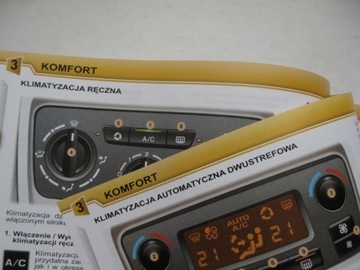 3 KOMFORT
KLIMATYZACJA RĘCZNA
A/C
Klimatyzacja
włączonym silniku
1. Włączenie / Wył
klimatyzacji ręcz
A/C
Klimatyzacja
przydatna
jak i w okresie
3 KOMFORT
KLIMATYZACJA AUTOMATYCZNA DWUSTREFOWA
AUTO
A/C
21 21